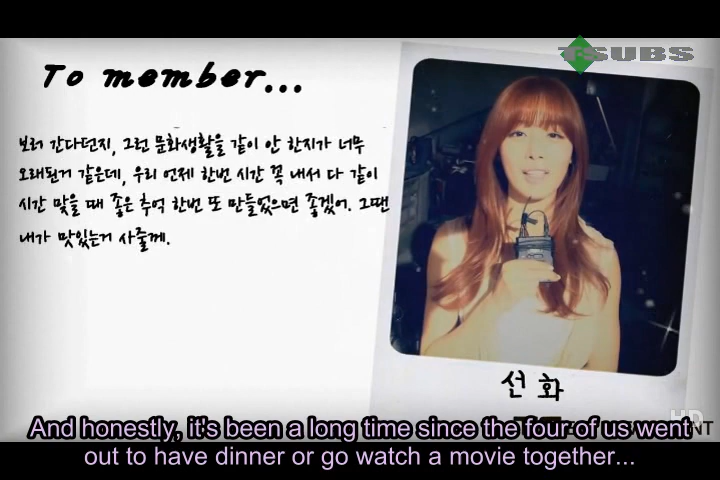 TSUBS
To member...
보러 간다던지, 그런 문화생활을 같이 안 한지가 너무
오래된거 같은데, 우리 언제 한번 시간 꼭 내서 다 같이
시간 맞을 때 좋은 추억 한번 또 만들었으면 좋겠어. 그땐
내가 맛있는거 사줄께.
선화
HD
NT
And honestly, it's been a long time since the four of us went
out to have dinner or go watch a movie together...